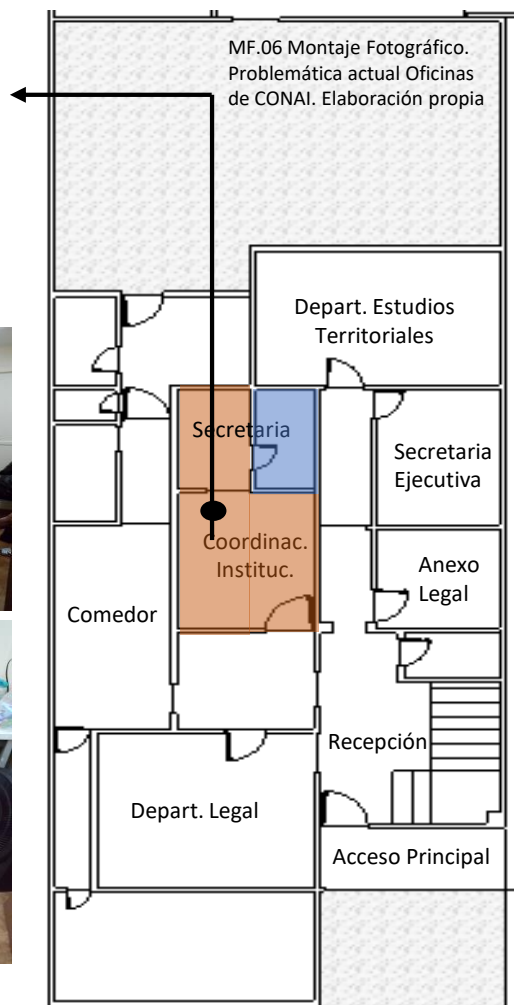 MF.06 Montaje Fotográfico.
Problemática actual Oficinas
de CONAI. Elaboración propia
Depart. Estudios
Territoriales
Secretaria
Secretaria
Ejecutiva
Coordinac.
Instituc.
Anexo
Legal
Comedor
Recepción
Depart. Legal
Acceso Principal